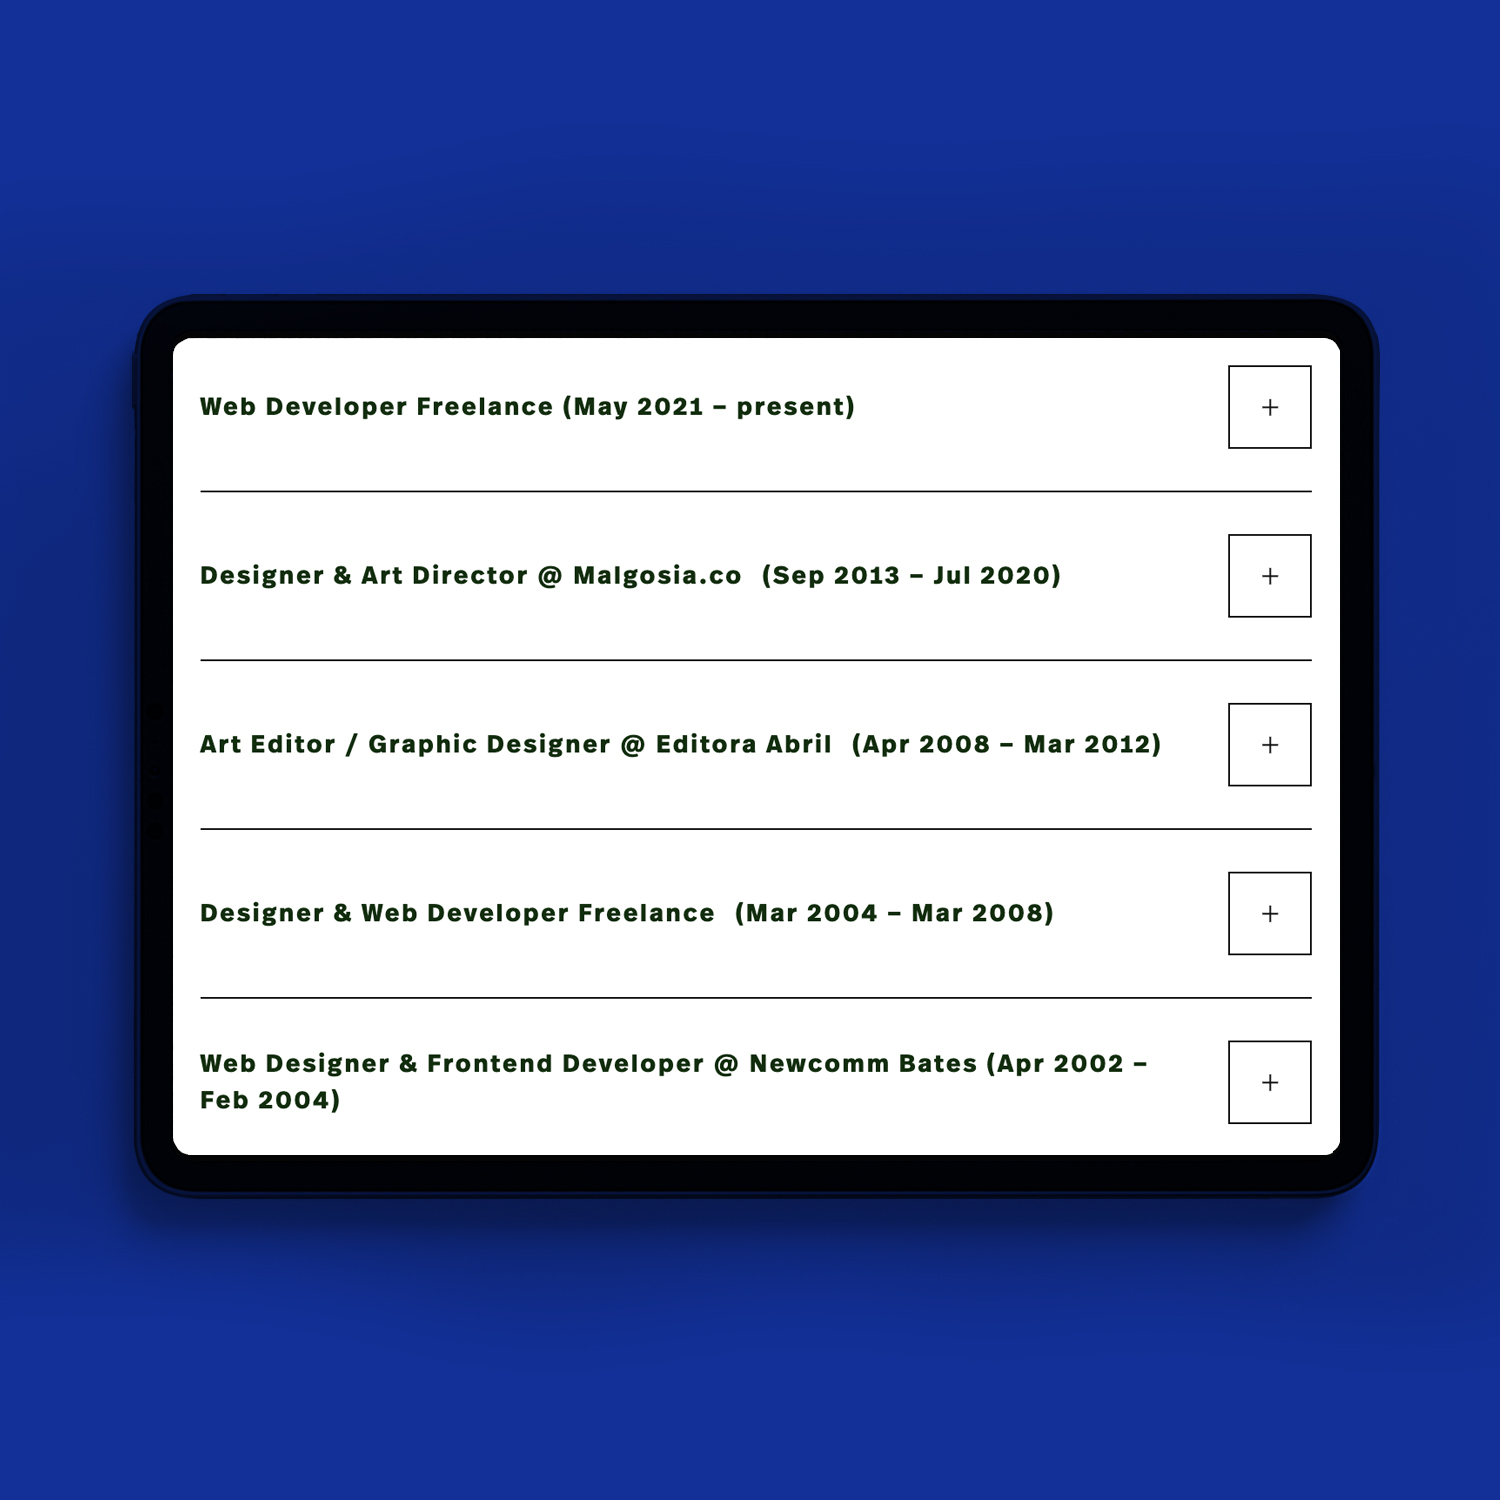 Web Developer Freelance (May 2021 – present)
+
Designer & Art Director @ Malgosia.co  (Sep 2013 – Jul 2020)
+
Art Editor / Graphic Designer @ Editora Abril  (Apr 2008 – Mar 2012)
+
Designer & Web Developer Freelance  (Mar 2004 – Mar 2008)
+
Web Designer & Frontend Developer @ Newcomm Bates (Apr 2002 –
Feb 2004)
+